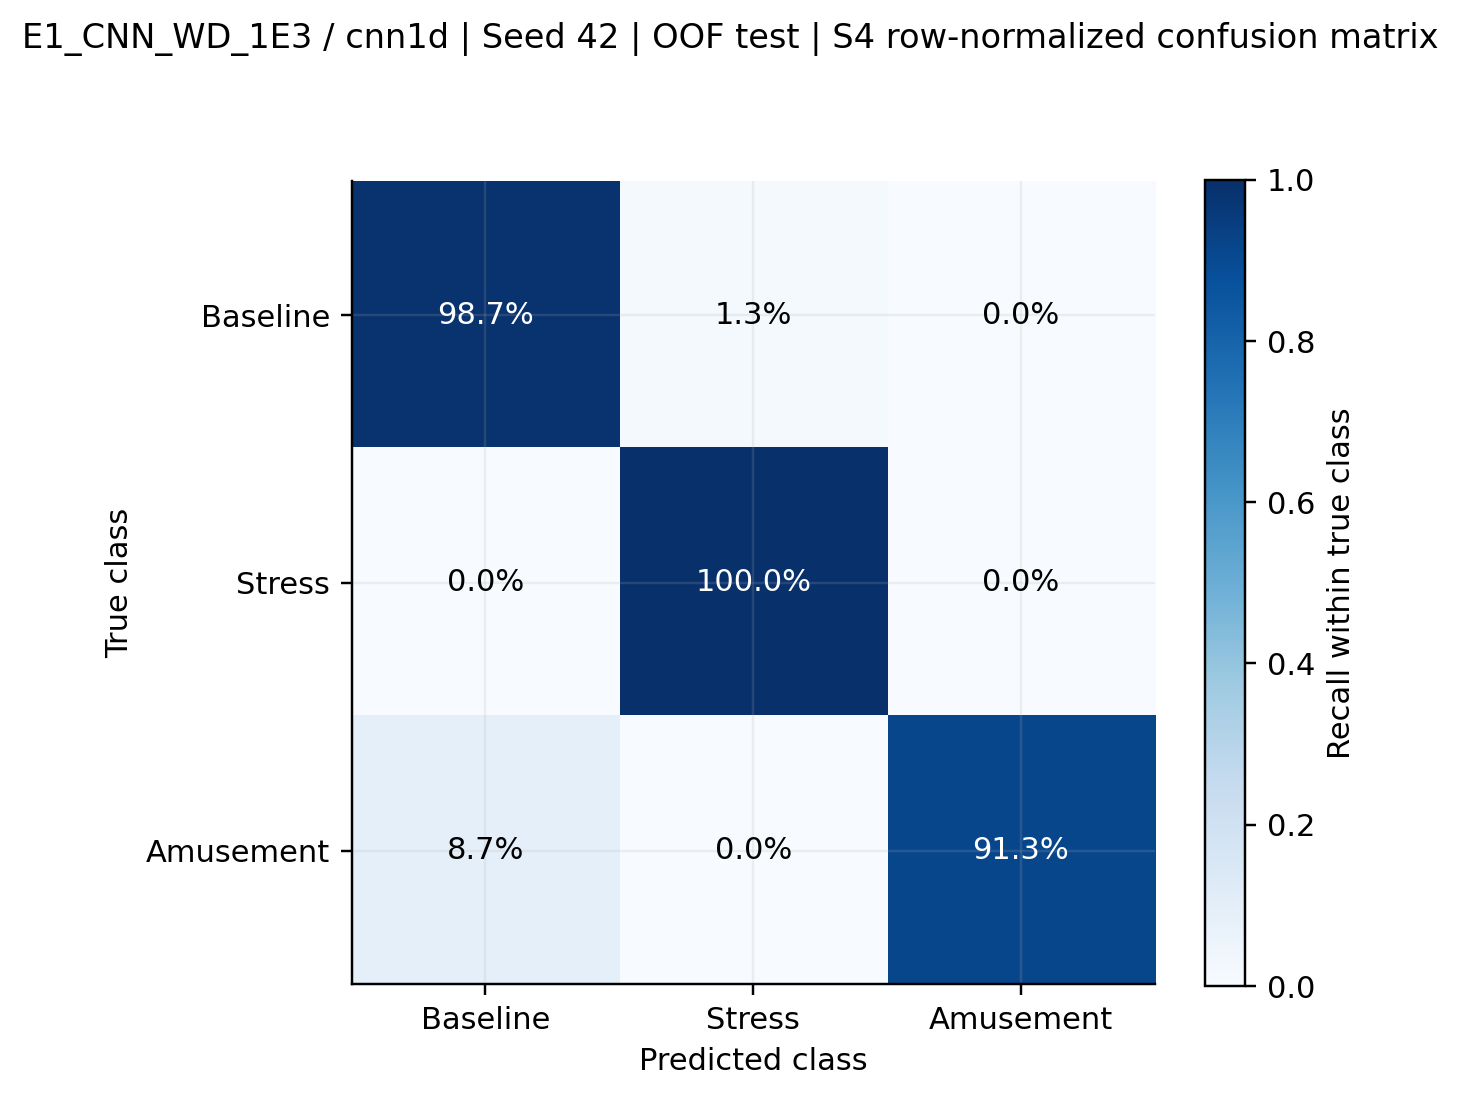 E1_CNN_WD_1E3 / cnn1d | Seed 42 | OOF test | S4 row-normalized confusion matrix
Baseline
98.7%
1.3%
0.0%
Stress
0.0%
100.0%
0.0%
Amusement
8.7%
0.0%
91.3%
True class
Baseline
Stress
Amusement
Predicted class
1.0
0.8
0.6
0.4
0.2
0.0
Recall within true class